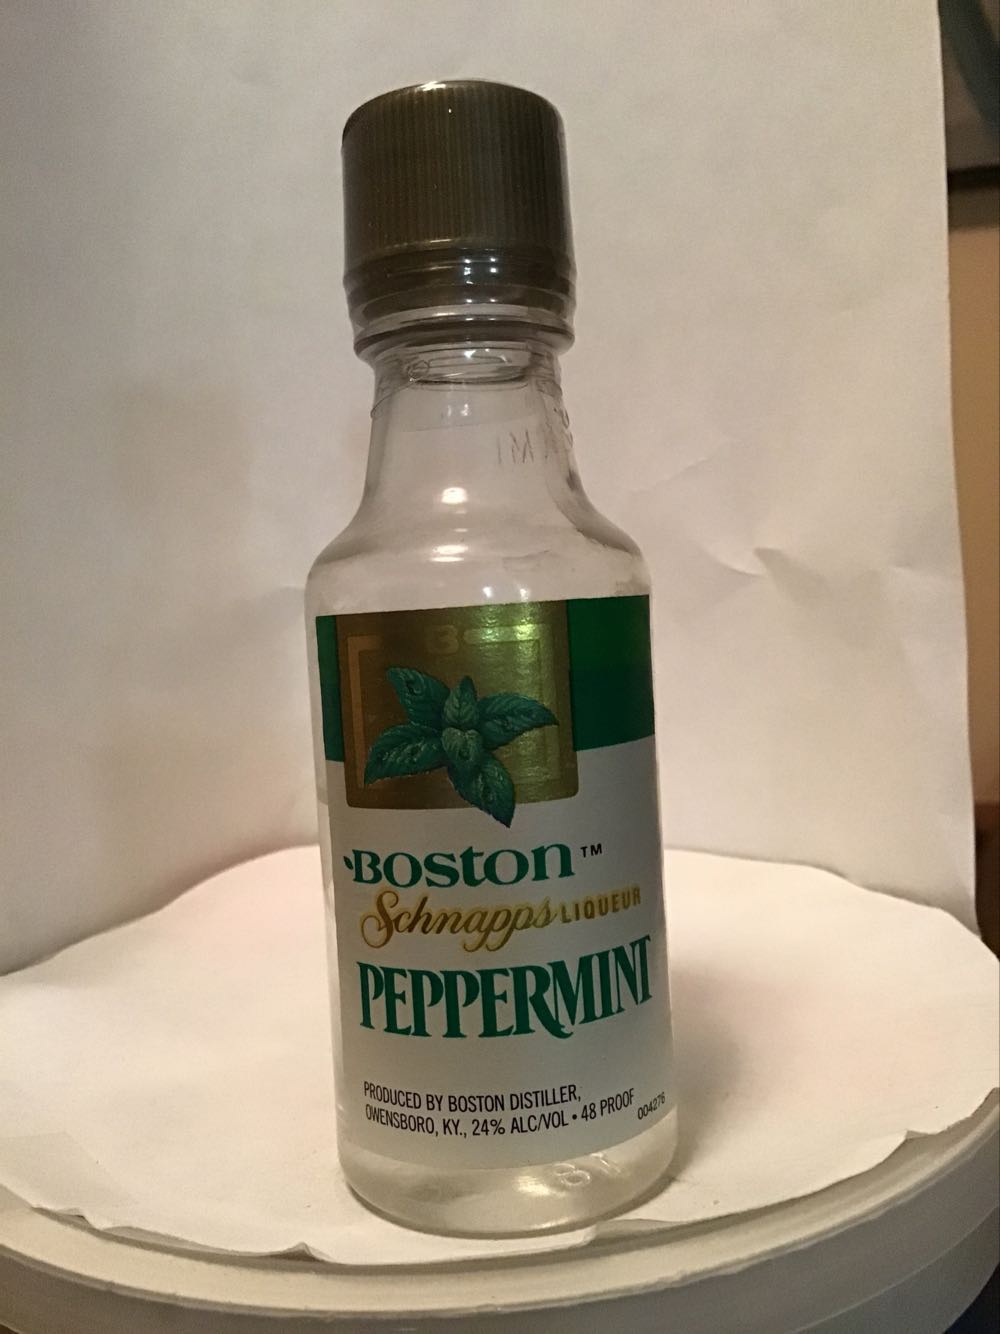 B
BOSTON™
Schnapps LIQUEUR
PEPPERMINT
PRODUCED BY BOSTON DISTILLER,
OWENSBORO, KY., 24% ALC/VOL • 48 PROOF 004276